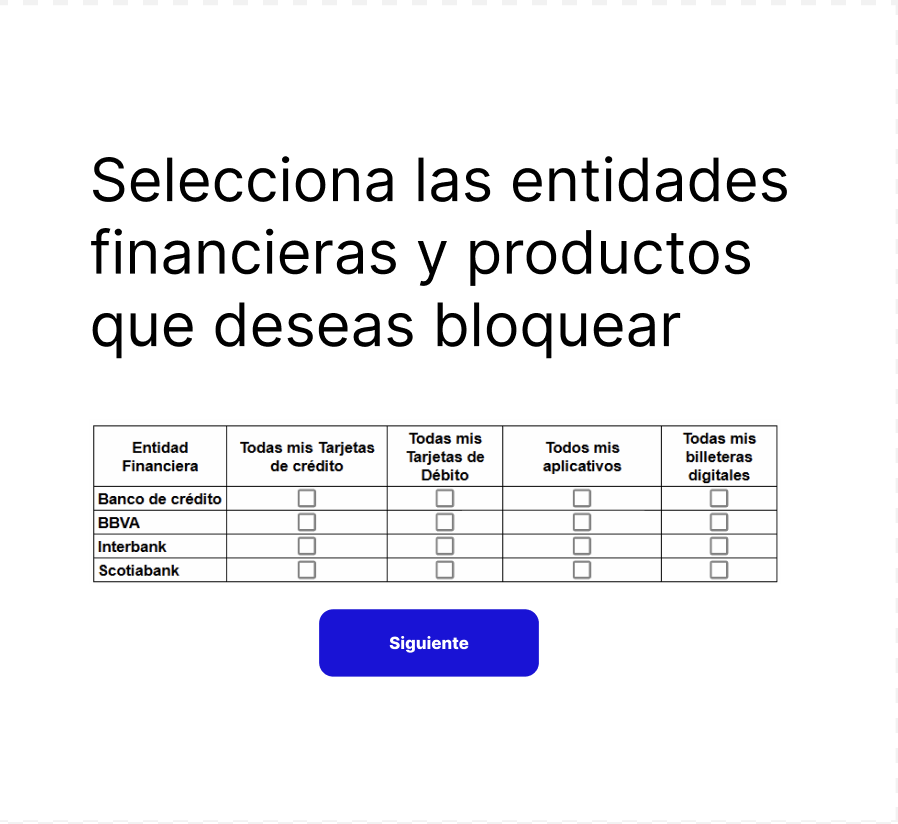 Selecciona las entidades
financieras y productos
que deseas bloquear
Entidad Financiera Todas mis Tarjetas de crédito Todas mis Tarjetas de Débito Todos mis aplicativos Todas mis billeteras digitales
Banco de crédito
BBVA
Interbank
Scotiabank
Siguiente